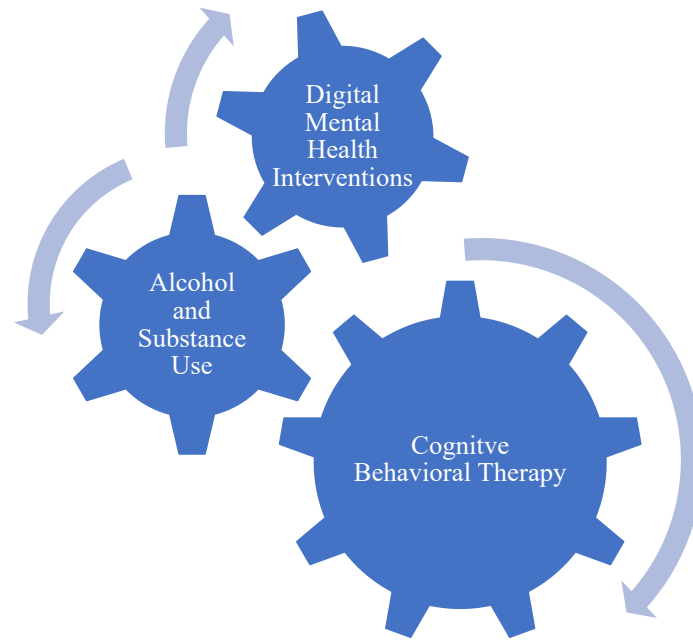 Digital
Mental
Health
Interventions
Alcohol
and
Substance
Use
Cognitve
Behavioral Therapy